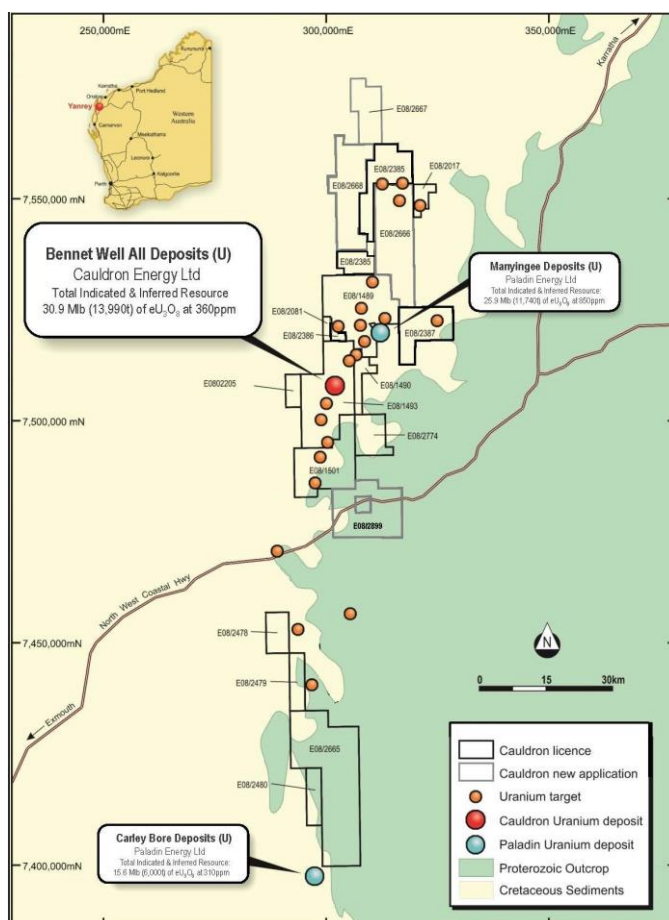 250,000mE
300,000mE
350,000mE
Karratha
Kununurra
Karratha
Port Hedland
Onslow
Yanrey
Western
Australia
Carnarvon
Meekatharra
Leonora
Kalgoorlie
Perth
E08/2667
E08/2385
E08/2017
E08/2668
7,550,000 mN
E08/2666
E08/2385
Bennet Well All Deposits (U)
Cauldron Energy Ltd
Total Indicated & Inferred Resource
30.9 Mlb (13,990t) of eU3O8 at 360ppm
Manyingee Deposits (U)
Paladin Energy Ltd
Total Indicated & Inferred Resource:
25.9 Mlb (11,740t) of eU3O8 at 850ppm
E08/1489
E08/2081
E08/2386
E08/2387
E0802205
E08/1490
E08/1493
7,500,000mN
E08/2774
E08/1501
E08/2899
North West Coastal Hwy
Exmouth
E08/2478
7,450,000mN
N
E08/2479
0 15 30km
E08/2665
E08/2480
Cauldron licence
Cauldron new application
Uranium target
Cauldron Uranium deposit
Paladin Uranium deposit
Proterozoic Outcrop
Cretaceous Sediments
Carley Bore Deposits (U)
Paladin Energy Ltd
Total Indicated & Inferred Resource:
15.6 Mlb (6,000t) of eU3O8 at 310ppm
7,400,000mN